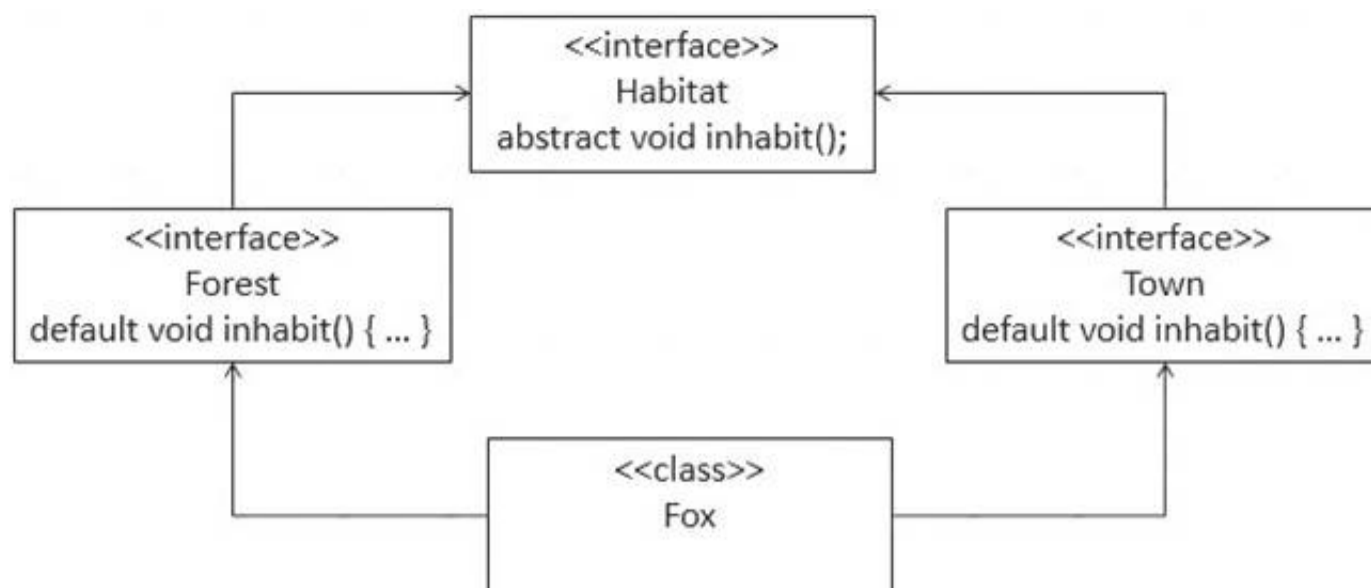 <<interface>>
Habitat
abstract void inhabit();
<<interface>>
Forest
default void inhabit() { ... }
<<interface>>
Town
default void inhabit() { ... }
<<class>>
Fox